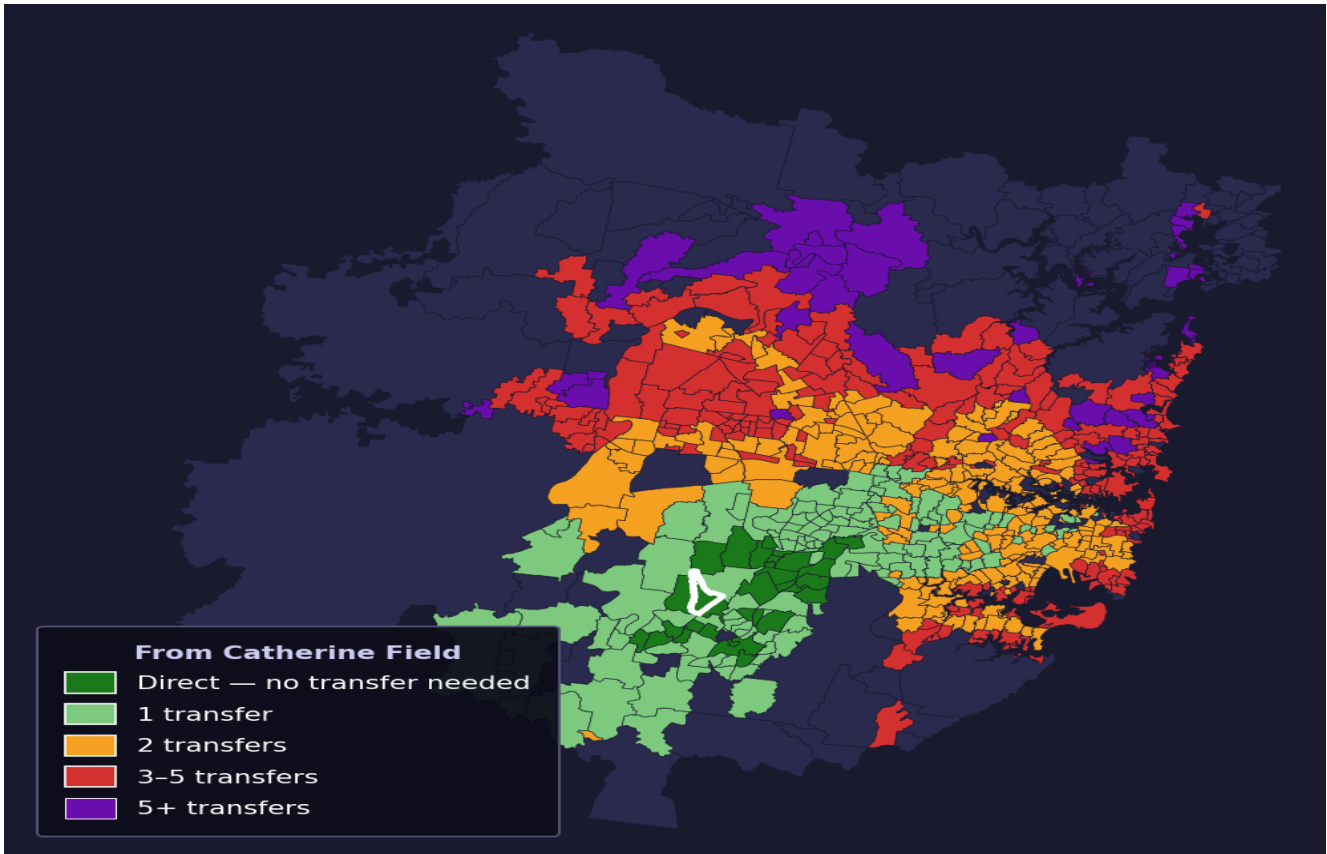 From Catherine Field
Direct — no transfer needed
1 transfer
2 transfers
3–5 transfers
5+ transfers